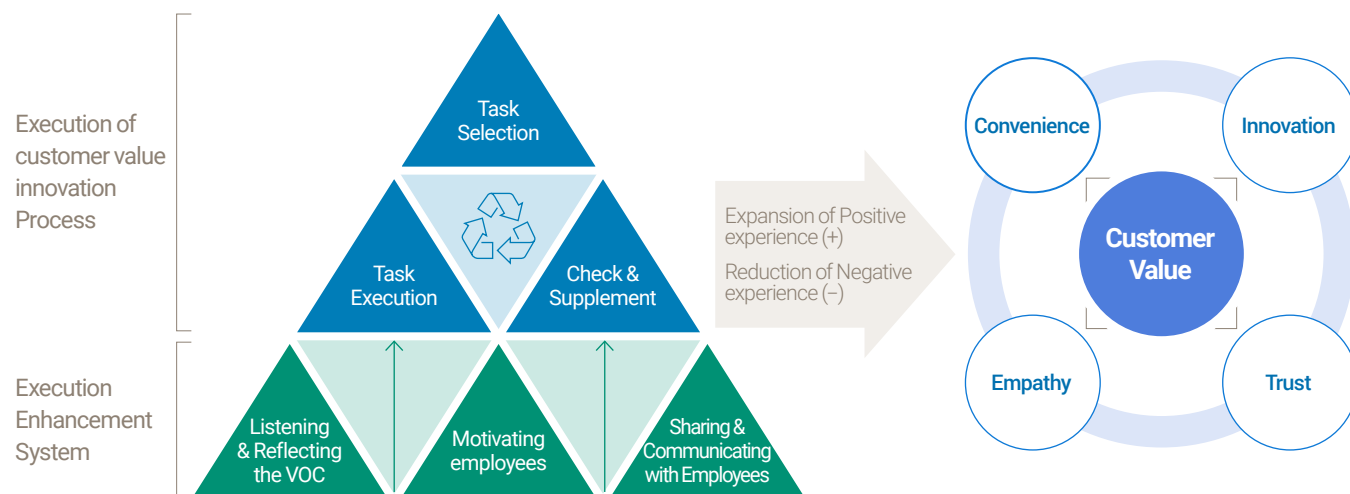 Execution of
customer value
innovation
Process
Execution
Enhancement
System
Task
Selection
Task
Execution
Check &
Supplement
Listening
& Reflecting
the VOC
Motivating
employees
Sharing &
Communicating
with Employees
Expansion of Positive
experience (+)
Reduction of Negative
experience (−)
Convenience
Innovation
Customer
Value
Empathy
Trust